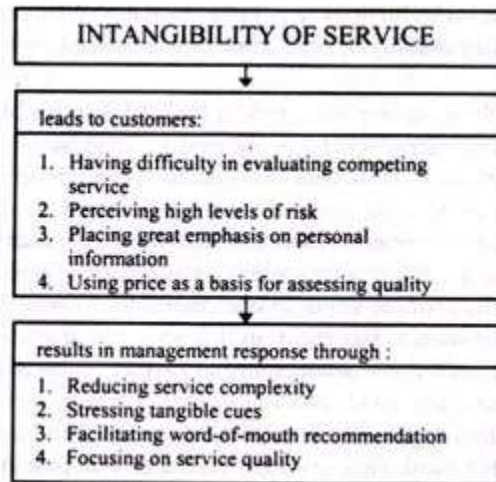 INTANGIBILITY OF SERVICE
leads to customers:
1. Having difficulty in evaluating competing
service
2. Perceiving high levels of risk
3. Placing great emphasis on personal
information
4. Using price as a basis for assessing quality
results in management response through :
1. Reducing service complexity
2. Stressing tangible cues
3. Facilitating word-of-mouth recommendation
4. Focusing on service quality